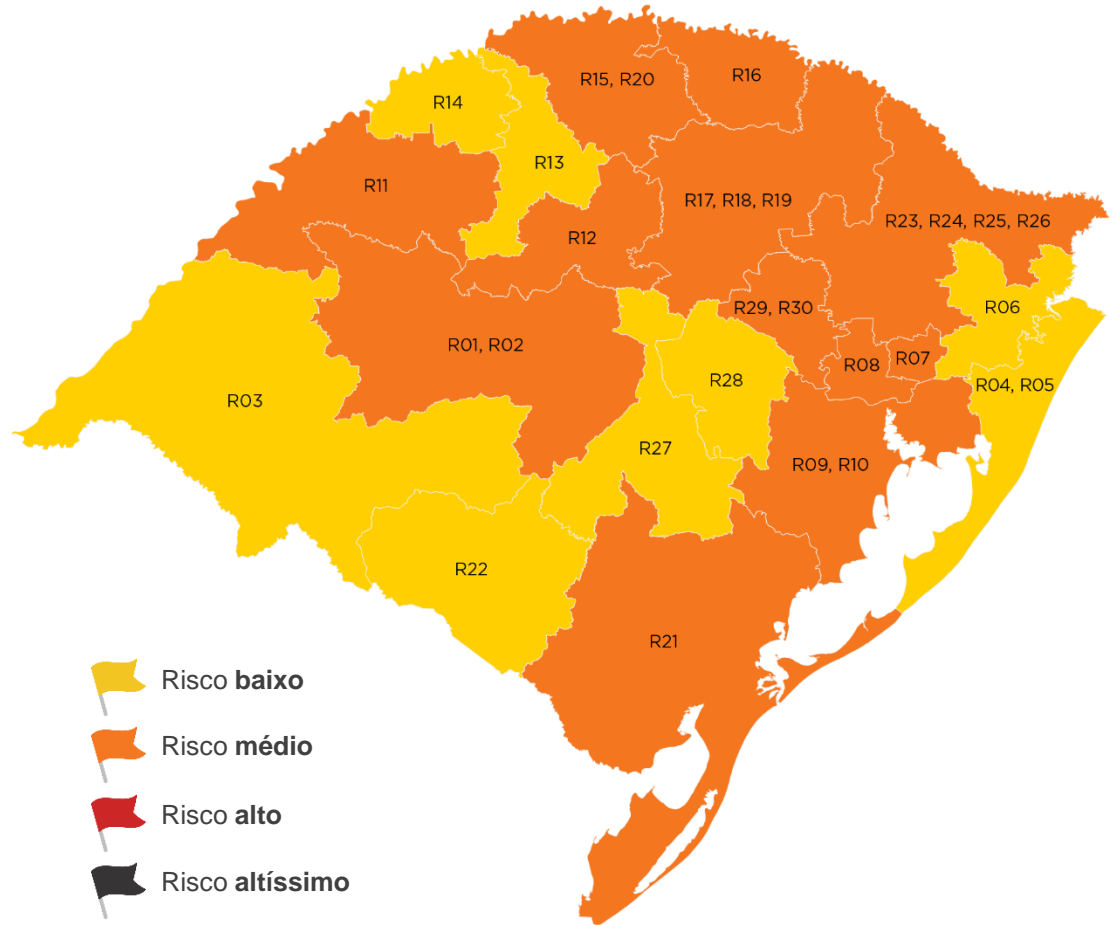 R15, R20
R16
R14
R13
R11
R17, R18, R19
R23, R24, R25, R26
R12
R06
R29, R30
R01, R02
R08
R07
R28
R04, R05
R03
R27
R09, R10
R22
R21
Risco baixo
Risco médio
Risco alto
Risco altíssimo